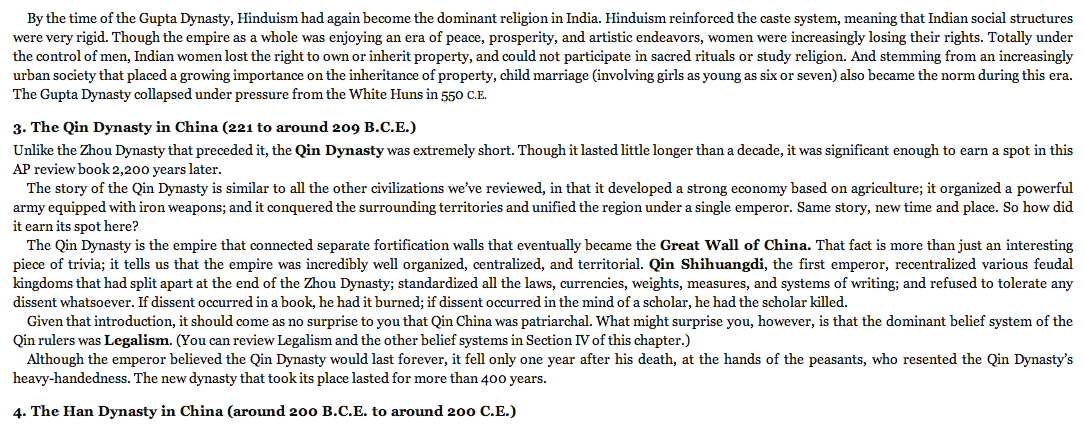 By the time of the Gupta Dynasty, Hinduism had again become the dominant religion in India. Hinduism reinforced the caste system, meaning that Indian social structures
were very rigid. Though the empire as a whole was enjoying an era of peace, prosperity, and artistic endeavors, women were increasingly losing their rights. Totally under
the control of men, Indian women lost the right to own or inherit property, and could not participate in sacred rituals or study religion. And stemming from an increasingly
urban society that placed a growing importance on the inheritance of property, child marriage (involving girls as young as six or seven) also became the norm during this era.
The Gupta Dynasty collapsed under pressure from the White Huns in 550 C.E.
3. The Qin Dynasty in China (221 to around 209 B.C.E.)
Unlike the Zhou Dynasty that preceded it, the Qin Dynasty was extremely short. Though it lasted little longer than a decade, it was significant enough to earn a spot in this
AP review book 2,200 years later.
The story of the Qin Dynasty is similar to all the other civilizations we've reviewed, in that it developed a strong economy based on agriculture; it organized a powerful
army equipped with iron weapons; and it conquered the surrounding territories and unified the region under a single emperor. Same story, new time and place. So how did
it earn its spot here?
The Qin Dynasty is the empire that connected separate fortification walls that eventually became the Great Wall of China. That fact is more than just an interesting
piece of trivia; it tells us that the empire was incredibly well organized, centralized, and territorial. Qin Shihuangdi, the first emperor, recentralized various feudal
kingdoms that had split apart at the end of the Zhou Dynasty; standardized all the laws, currencies, weights, measures, and systems of writing; and refused to tolerate any
dissent whatsoever. If dissent occurred in a book, he had it burned; if dissent occurred in the mind of a scholar, he had the scholar killed.
Given that introduction, it should come as no surprise to you that Qin China was patriarchal. What might surprise you, however, is that the dominant belief system of the
Qin rulers was Legalism. (You can review Legalism and the other belief systems in Section IV of this chapter.)
Although the emperor believed the Qin Dynasty would last forever, it fell only one year after his death, at the hands of the peasants, who resented the Qin Dynasty's
heavy-handedness. The new dynasty that took its place lasted for more than 400 years.
4. The Han Dynasty in China (around 200 B.C.E. to around 200 C.E.)